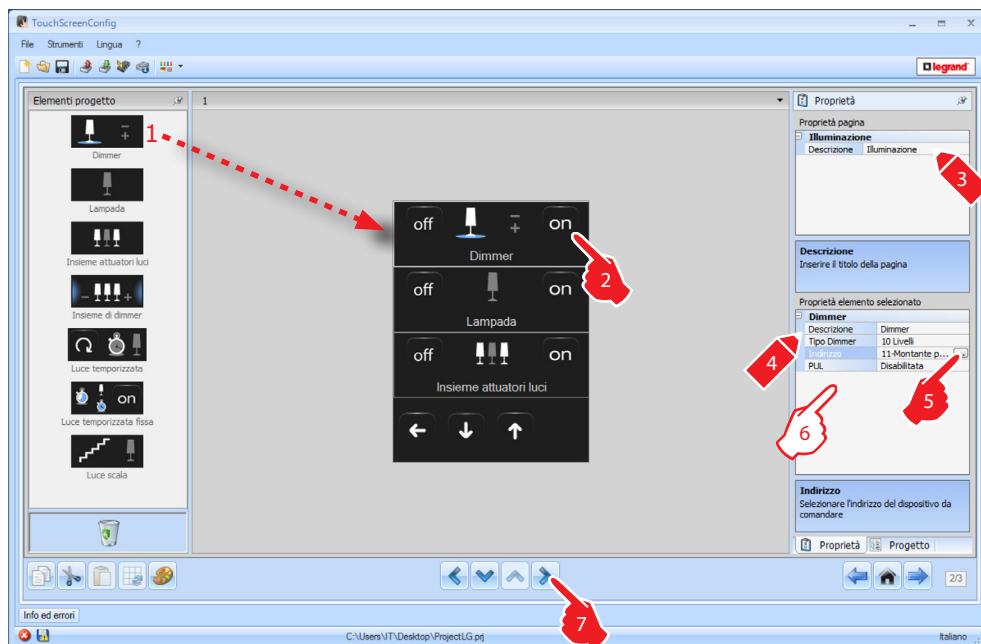 TouchScreenConfig
File Strumenti Lingua ?
legrand
Elementi progetto
1
Proprietà
Dimmer
1
Lampada
Insieme attuatori luci
Insieme di dimmer
Luce temporizzata
on
Luce temporizzata fissa
Luce scala
off on
Dimmer
2
off on
Lampada
off on
Insieme attuatori luci
Proprietà pagina
Illuminazione
Descrizione Illuminazione
3
Descrizione
Inserire il titolo della pagina
Proprietà elemento selezionato
Dimmer
Descrizione Dimmer
Tipo Dimmer 10 Livelli
Indirizzo 11-Montante p...
PUL Disabilitata
4
5
6
Indirizzo
Selezionare l'indirizzo del dispositivo da
comandare
Proprietà Progetto
2/3
7
Info ed errori
C:\Users\IT\Desktop\ProjectLG.prj
Italiano